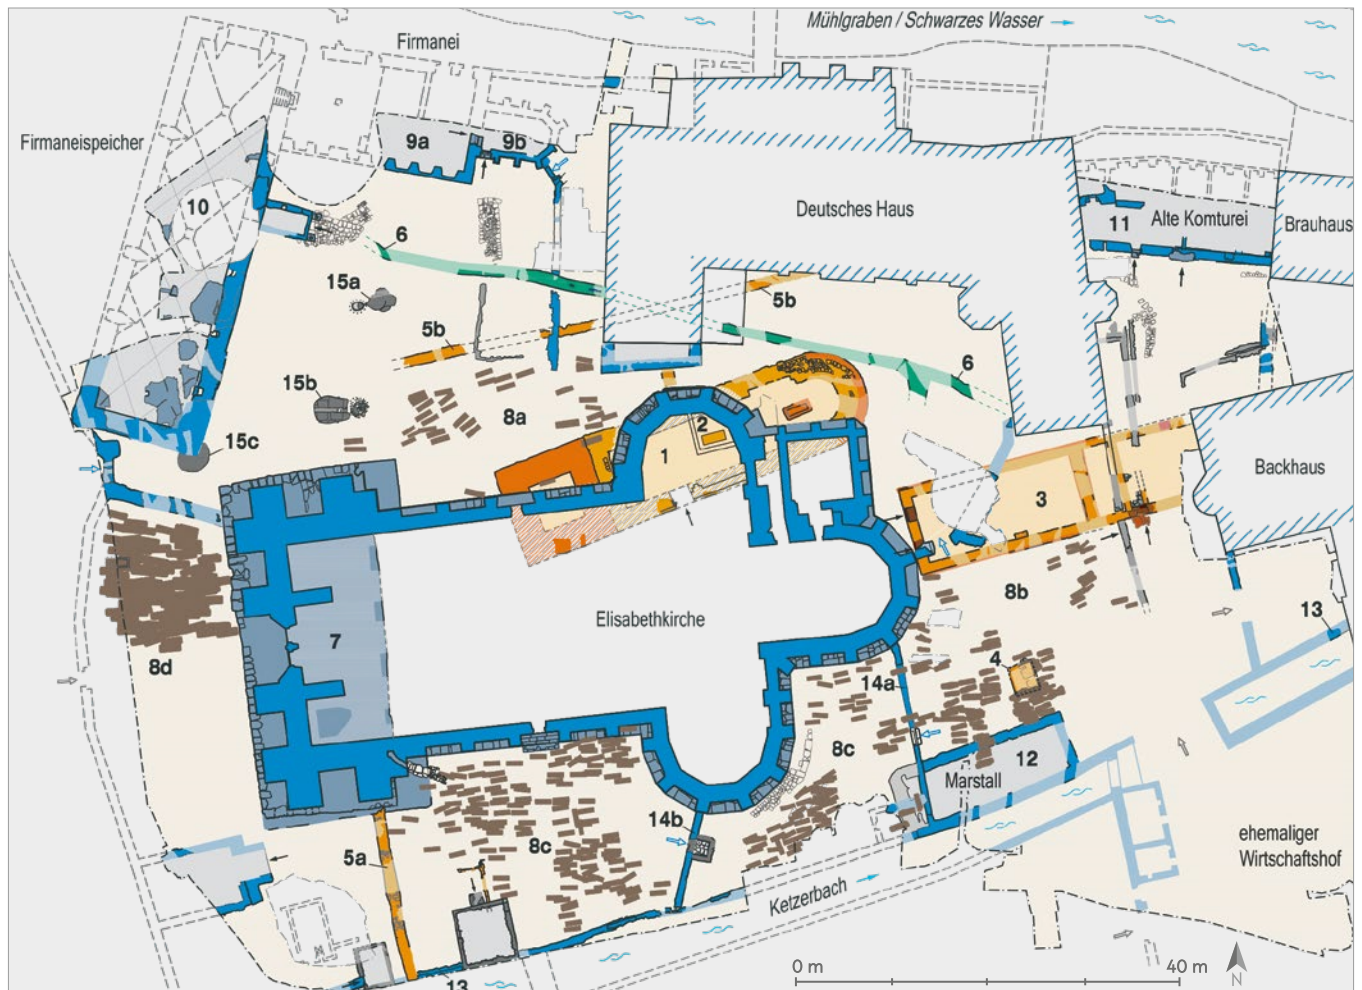 Mühlgraben / Schwarzes Wasser
Firmanei
Firmaneispeicher
9a
9b
10
Deutsches Haus
11
Alte Komturei
Brauhaus
6
15a
5b
5b
6
15b
8a
2
15c
1
3
Backhaus
Elisabethkirche
8b
13
7
8d
4
14a
8c
12
Marstall
14b
8c
5a
ehemaliger
Wirtschaftshof
Ketzerbach
0 m
40 m
N
13